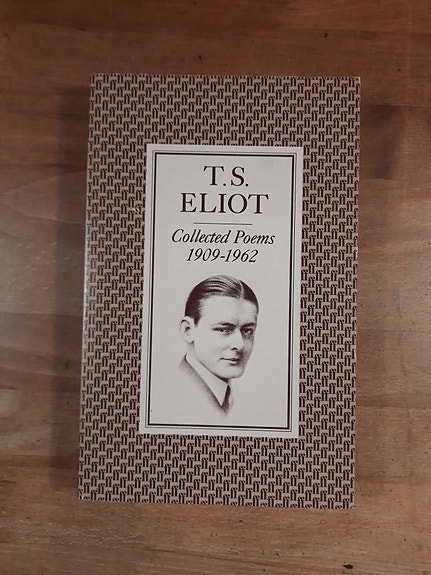 T.S.
ELIOT
Collected Poems
1909-1962